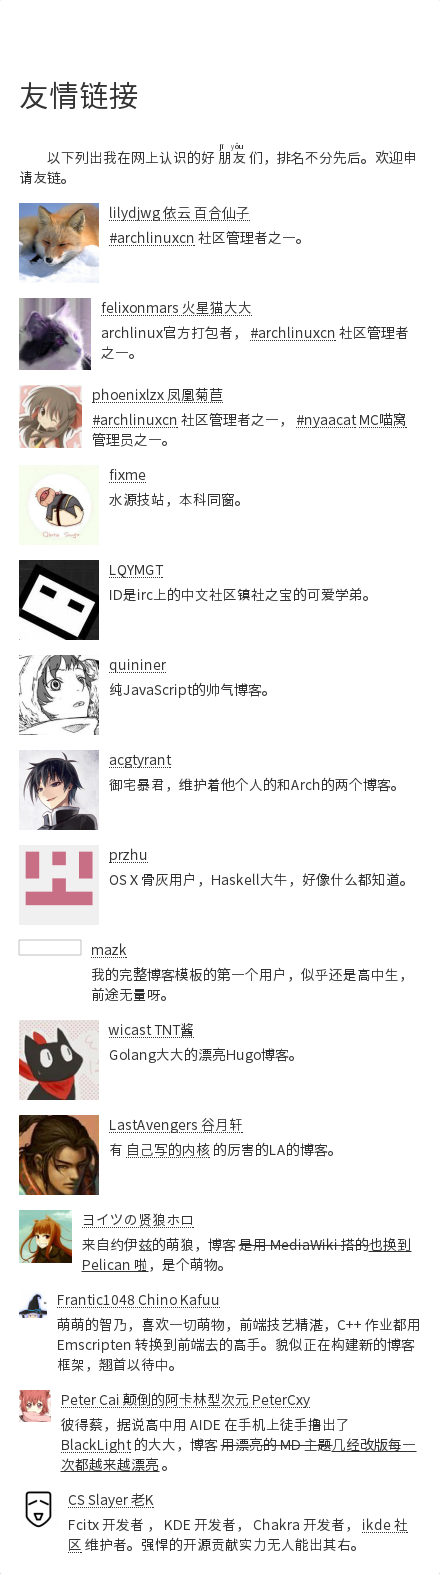 友情链接
jī yǒu
以下列出我在网上认识的好 朋友 们，排名不分先后。欢迎申
请友链。
lilydjwg 依云 百合仙子
#archlinuxcn 社区管理者之一。
felixonmars 火星猫大大
archlinux官方打包者， #archlinuxcn 社区管理者
之一。
phoenixlzx 凤凰菊苣
#archlinuxcn 社区管理者之一， #nyaacat MC喵窝
管理员之一。
fixme
水源技站，本科同窗。
LQYMGT
ID是irc上的中文社区镇社之宝的可爱学弟。
quininer
纯JavaScript的帅气博客。
acgtyrant
御宅暴君，维护着他个人的和Arch的两个博客。
przhu
OS X 骨灰用户，Haskell大牛，好像什么都知道。
mazk
我的完整博客模板的第一个用户，似乎还是高中生，
前途无量呀。
wicast TNT酱
Golang大大的漂亮Hugo博客。
LastAvengers 谷月轩
有 自己写的内核 的厉害的LA的博客。
ヨイツの贤狼ホロ
来自约伊兹的萌狼，博客 是用 MediaWiki 搭的也换到
Pelican 啦，是个萌物。
Frantic1048 Chino Kafuu
萌萌的智乃，喜欢一切萌物，前端技艺精湛，C++ 作业都用
Emscripten 转换到前端去的高手。貌似正在构建新的博客
框架，翘首以待中。
Peter Cai 颠倒的阿卡林型次元 PeterCxy
彼得蔡，据说高中用 AIDE 在手机上徒手撸出了
BlackLight 的大大，博客 用漂亮的 MD 主题几经改版每一
次都越来越漂亮 。
CS Slayer 老K
Fcitx 开发者 ， KDE 开发者， Chakra 开发者， ikde 社
区 维护者。强悍的开源贡献实力无人能出其右。